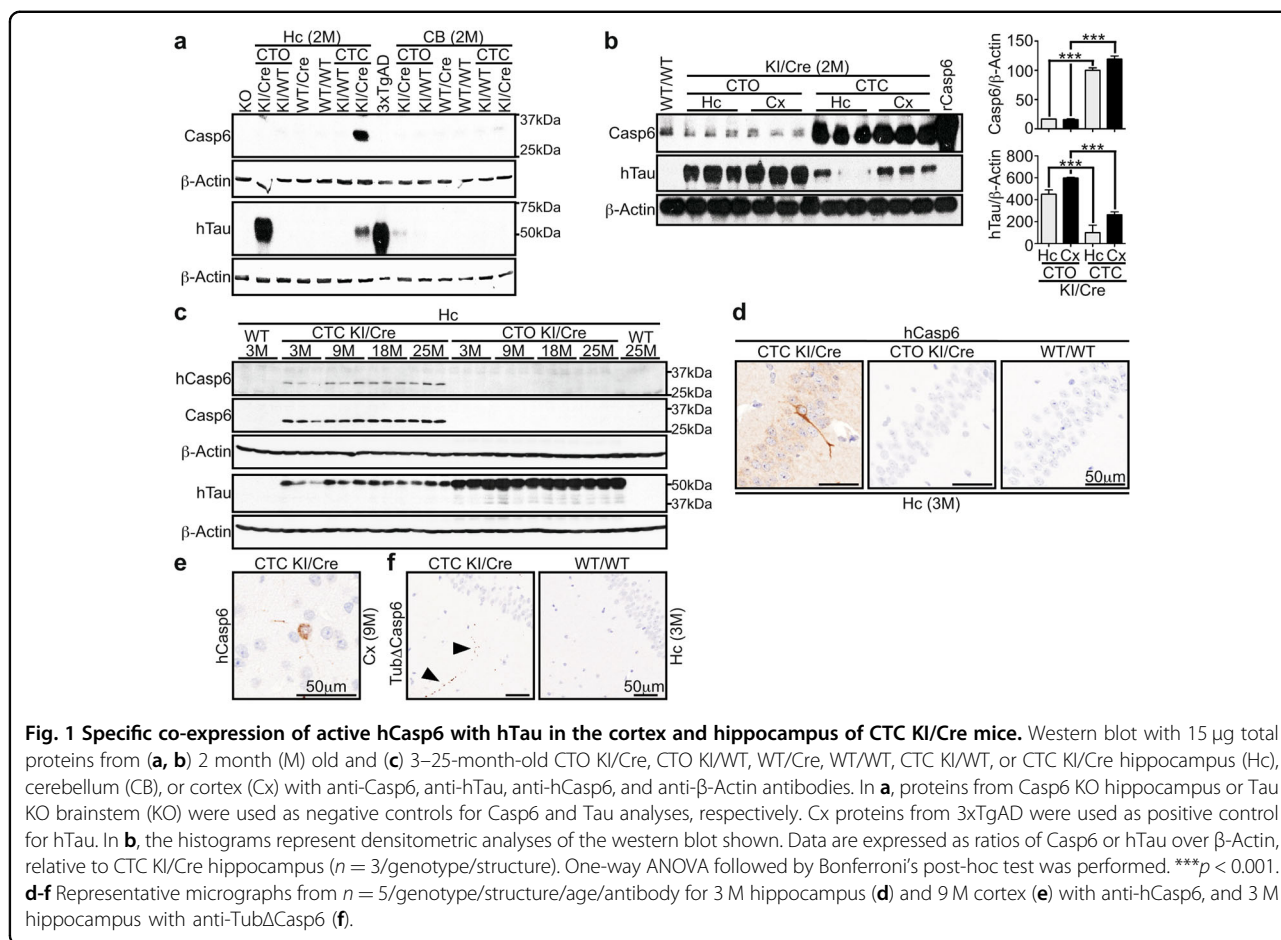 a
Hc (2M)
CB (2M)
CTO
CTC
CTO
CTC
KO
KI/Cre
KI/WT
WT/Cre
WT/WT
KI/WT
KI/Cre
3xTgAD
KI/Cre
KI/WT
WT/Cre
WT/WT
KI/WT
KI/Cre
Casp6
37kDa
25kDa
β-Actin
hTau
75kDa
50kDa
β-Actin
b
WT/WT
KI/Cre (2M)
CTO
CTC
Hc
Cx
Hc
Cx
rCasp6
Casp6
hTau
β-Actin
***
***
Casp6/β-Actin
150
100
50
0
***
***
hTau/β-Actin
800
600
400
200
0
Hc Cx Hc Cx
CTO CTC
KI/Cre
c
Hc
WT CTC KI/Cre CTO KI/Cre WT
3M 3M 9M 18M 25M 3M 9M 18M 25M 25M
hCasp6
37kDa
25kDa
Casp6
37kDa
25kDa
β-Actin
hTau
50kDa
37kDa
β-Actin
d
hCasp6
CTC KI/Cre CTO KI/Cre WT/WT
50μm
Hc (3M)
e
CTC KI/Cre
hCasp6
Cx (9M)
50μm
f
CTC KI/Cre WT/WT
TubΔCasp6
Hc (3M)
50μm
Fig. 1 Specific co-expression of active hCasp6 with hTau in the cortex and hippocampus of CTC KI/Cre mice. Western blot with 15 μg total
proteins from (a, b) 2 month (M) old and (c) 3–25-month-old CTO KI/Cre, CTO KI/WT, WT/Cre, WT/WT, CTC KI/WT, or CTC KI/Cre hippocampus (Hc),
cerebellum (CB), or cortex (Cx) with anti-Casp6, anti-hTau, anti-hCasp6, and anti-β-Actin antibodies. In a, proteins from Casp6 KO hippocampus or Tau
KO brainstem (KO) were used as negative controls for Casp6 and Tau analyses, respectively. Cx proteins from 3xTgAD were used as positive control
for hTau. In b, the histograms represent densitometric analyses of the western blot shown. Data are expressed as ratios of Casp6 or hTau over β-Actin,
relative to CTC KI/Cre hippocampus (n = 3/genotype/structure). One-way ANOVA followed by Bonferroni's post-hoc test was performed. ***p < 0.001.
d-f Representative micrographs from n = 5/genotype/structure/age/antibody for 3 M hippocampus (d) and 9 M cortex (e) with anti-hCasp6, and 3 M
hippocampus with anti-TubΔCasp6 (f).